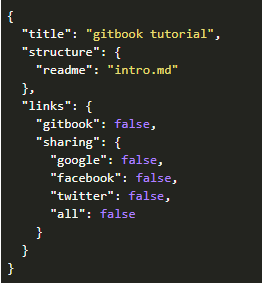 {
  "title": "gitbook tutorial",
  "structure": {
    "readme": "intro.md"
  },
  "links": {
    "gitbook": false,
    "sharing": {
      "google": false,
      "facebook": false,
      "twitter": false,
      "all": false
    }
  }
}